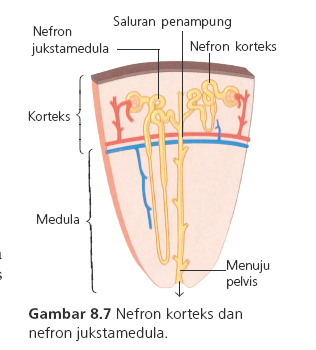 Saluran penampung
Nefron
jukstamedula
Nefron korteks
Korteks
Medula
Menuju
pelvis
Gambar 8.7 Nefron korteks dan
nefron jukstamedula.